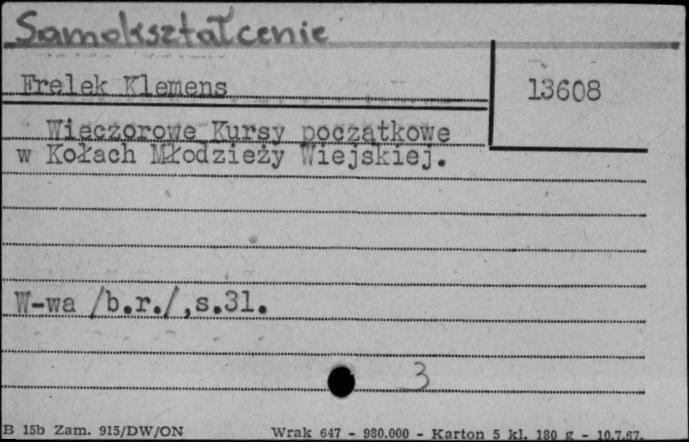 Samokształcenie
Frelek Klemens
13608
Wieczorowe Kursy początkowe
w Kołach Młodzieży Wiejskiej.
W-wa /b.r./,s.31.
3
B 15b Zam. 915/DW/ON
Wrak 647 - 980.000 - Karton 5 kl. 180 g - 10.7.67.